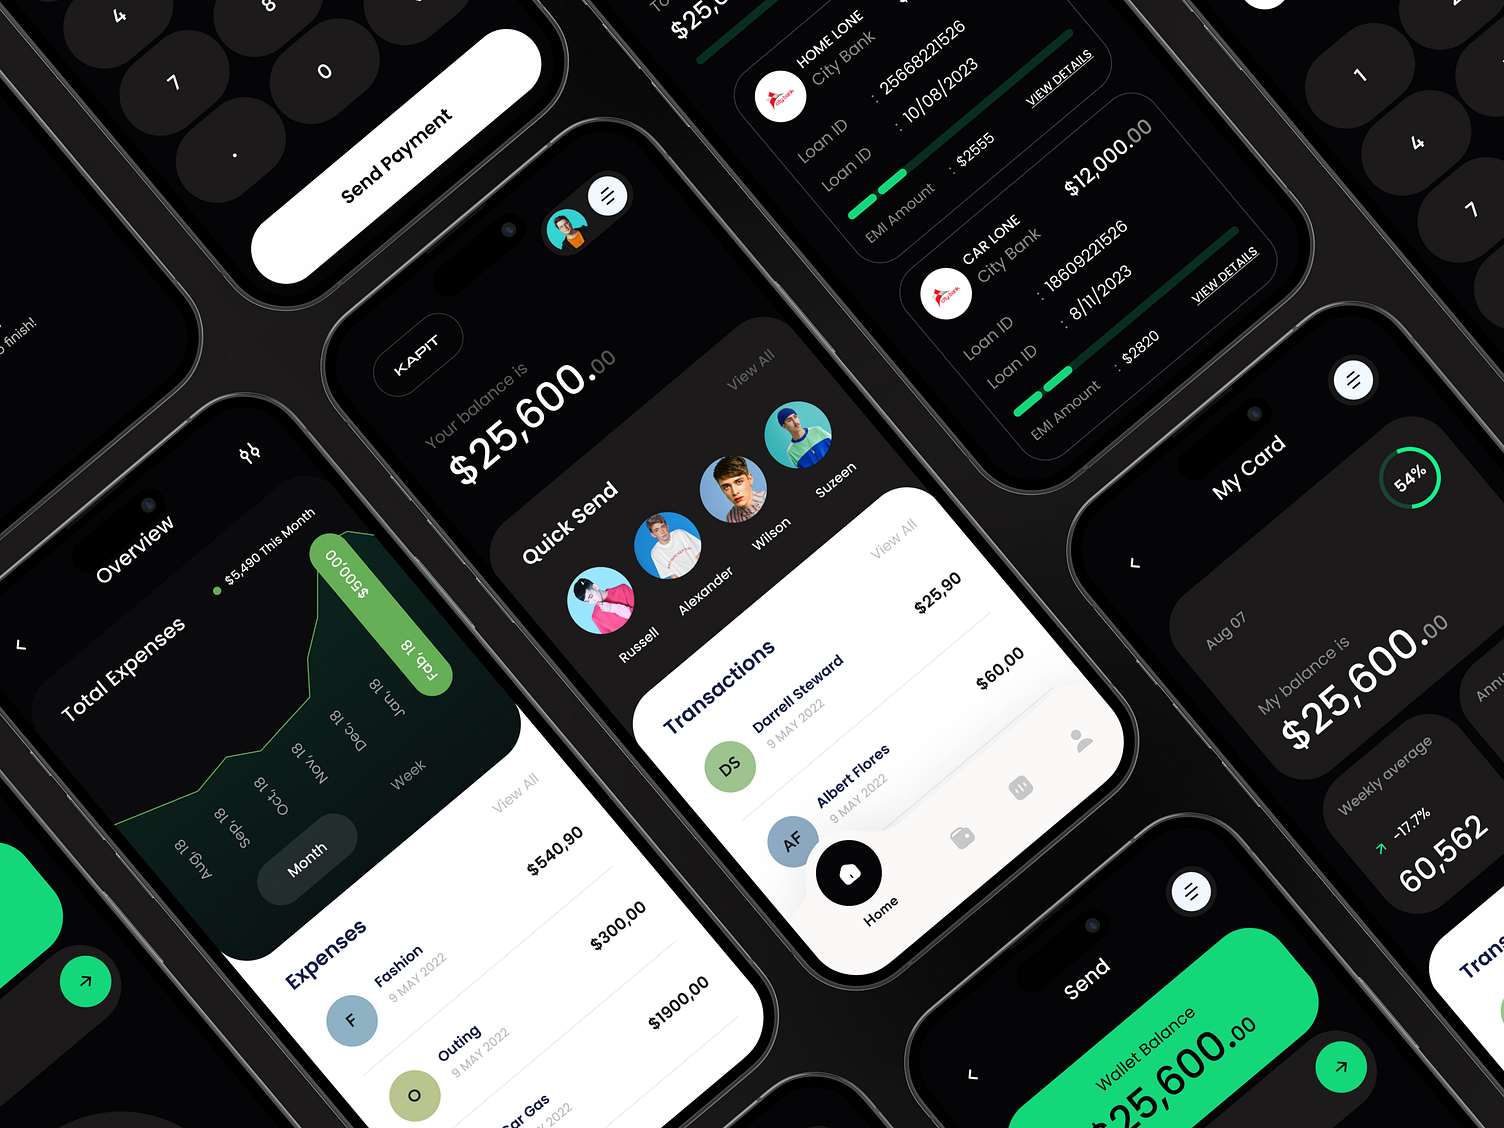 4
8
7
0
.
Send Payment
finish!
Overview
$5,490 This Month
Total Expenses
$500,00
Fab,18
Jan,18
Dec,18
Nov,18
Oct,18
Sep,18
Aug,18
Week
Month
View All
Expenses
F
Fashion
9 MAY 2022
$540,90
O
Outing
9 MAY 2022
$300,00
Car Gas
2022
$1900,00
KAPIT
Your balance is
$25,600.00
Quick Send
View All
Russell
Alexander
Wilson
Suzeen
Transactions
View All
DS
Darrell Steward
9 MAY 2022
$25,90
AF
Albert Flores
9 MAY 2022
$60,00
Home
HOME LONE
City Bank
city bank
Loan ID : 25668221526
Loan ID : 10/08/2023
EMI Amount : $2555
VIEW DETAILS
$12,000.00
CAR LONE
City Bank
city bank
Loan ID : 18609221526
Loan ID : 8/11/2023
EMI Amount : $2820
VIEW DETAILS
1
4
7
My Card
54%
Aug 07
My balance is
$25,600.00
Weekly average
-17.7%
60,562
Send
Wallet Balance
$25,600.00